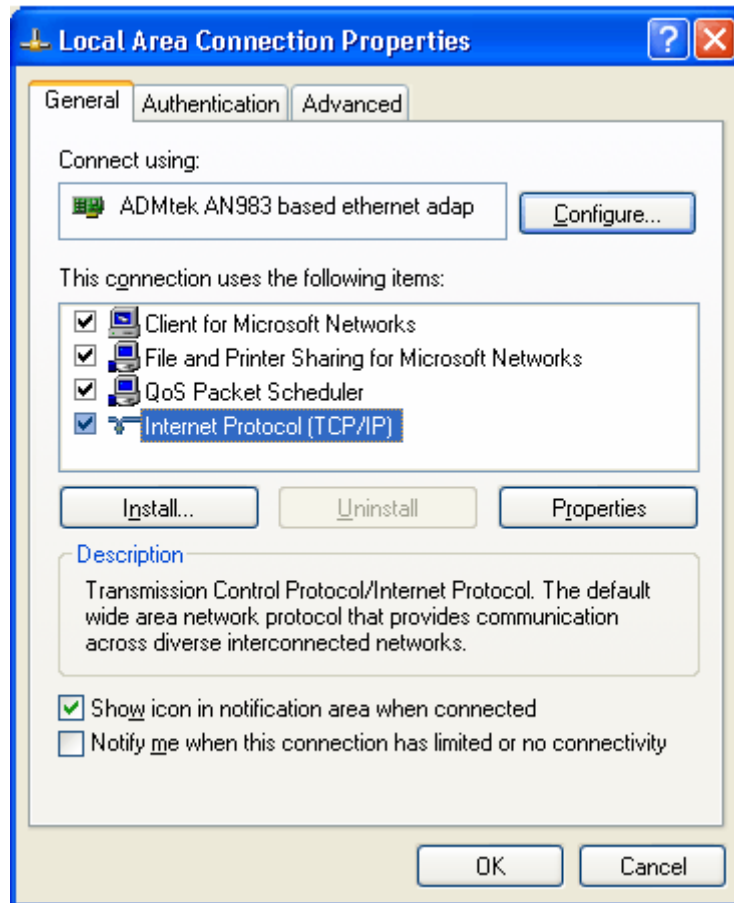 Local Area Connection Properties
General Authentication Advanced
Connect using:
ADMtek AN983 based ethernet adap
Configure...
This connection uses the following items:
Client for Microsoft Networks
File and Printer Sharing for Microsoft Networks
QoS Packet Scheduler
Internet Protocol (TCP/IP)
Install... Uninstall Properties
Description
Transmission Control Protocol/Internet Protocol. The default
wide area network protocol that provides communication
across diverse interconnected networks.
Show icon in notification area when connected
Notify me when this connection has limited or no connectivity
OK Cancel